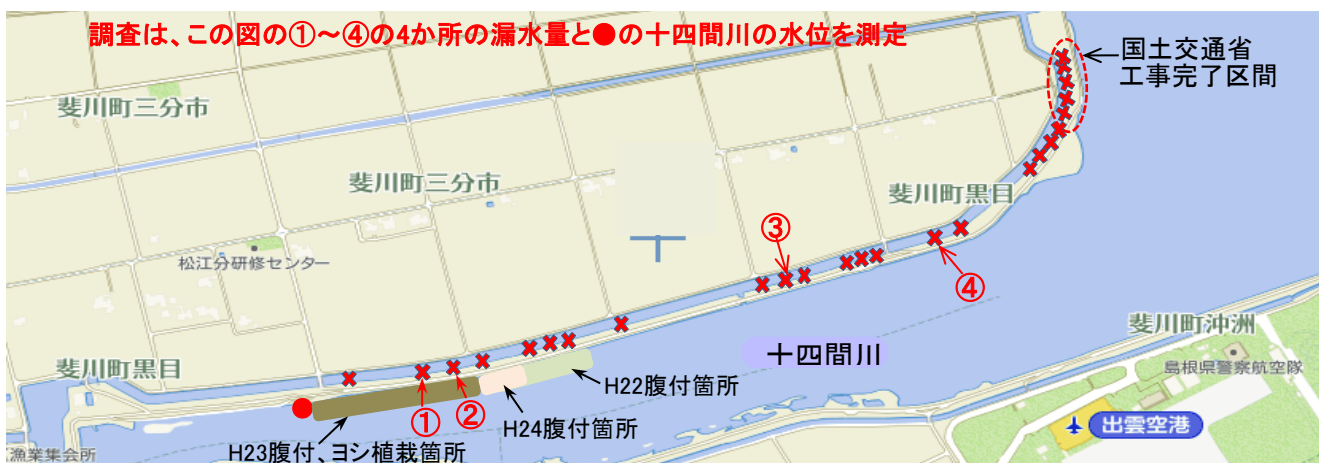 調査は、この図の①～④の4か所の漏水量と●の十四間川の水位を測定
国土交通省
工事完了区間
斐川町三分市
斐川町三分市
斐川町黒目
③
松江分研修センター
④
斐川町沖洲
十四間川
島根県警察航空隊
斐川町黒目
H22腹付箇所
①
②
H24腹付箇所
出雲空港
H23腹付、ヨシ植栽箇所
漁業集会所